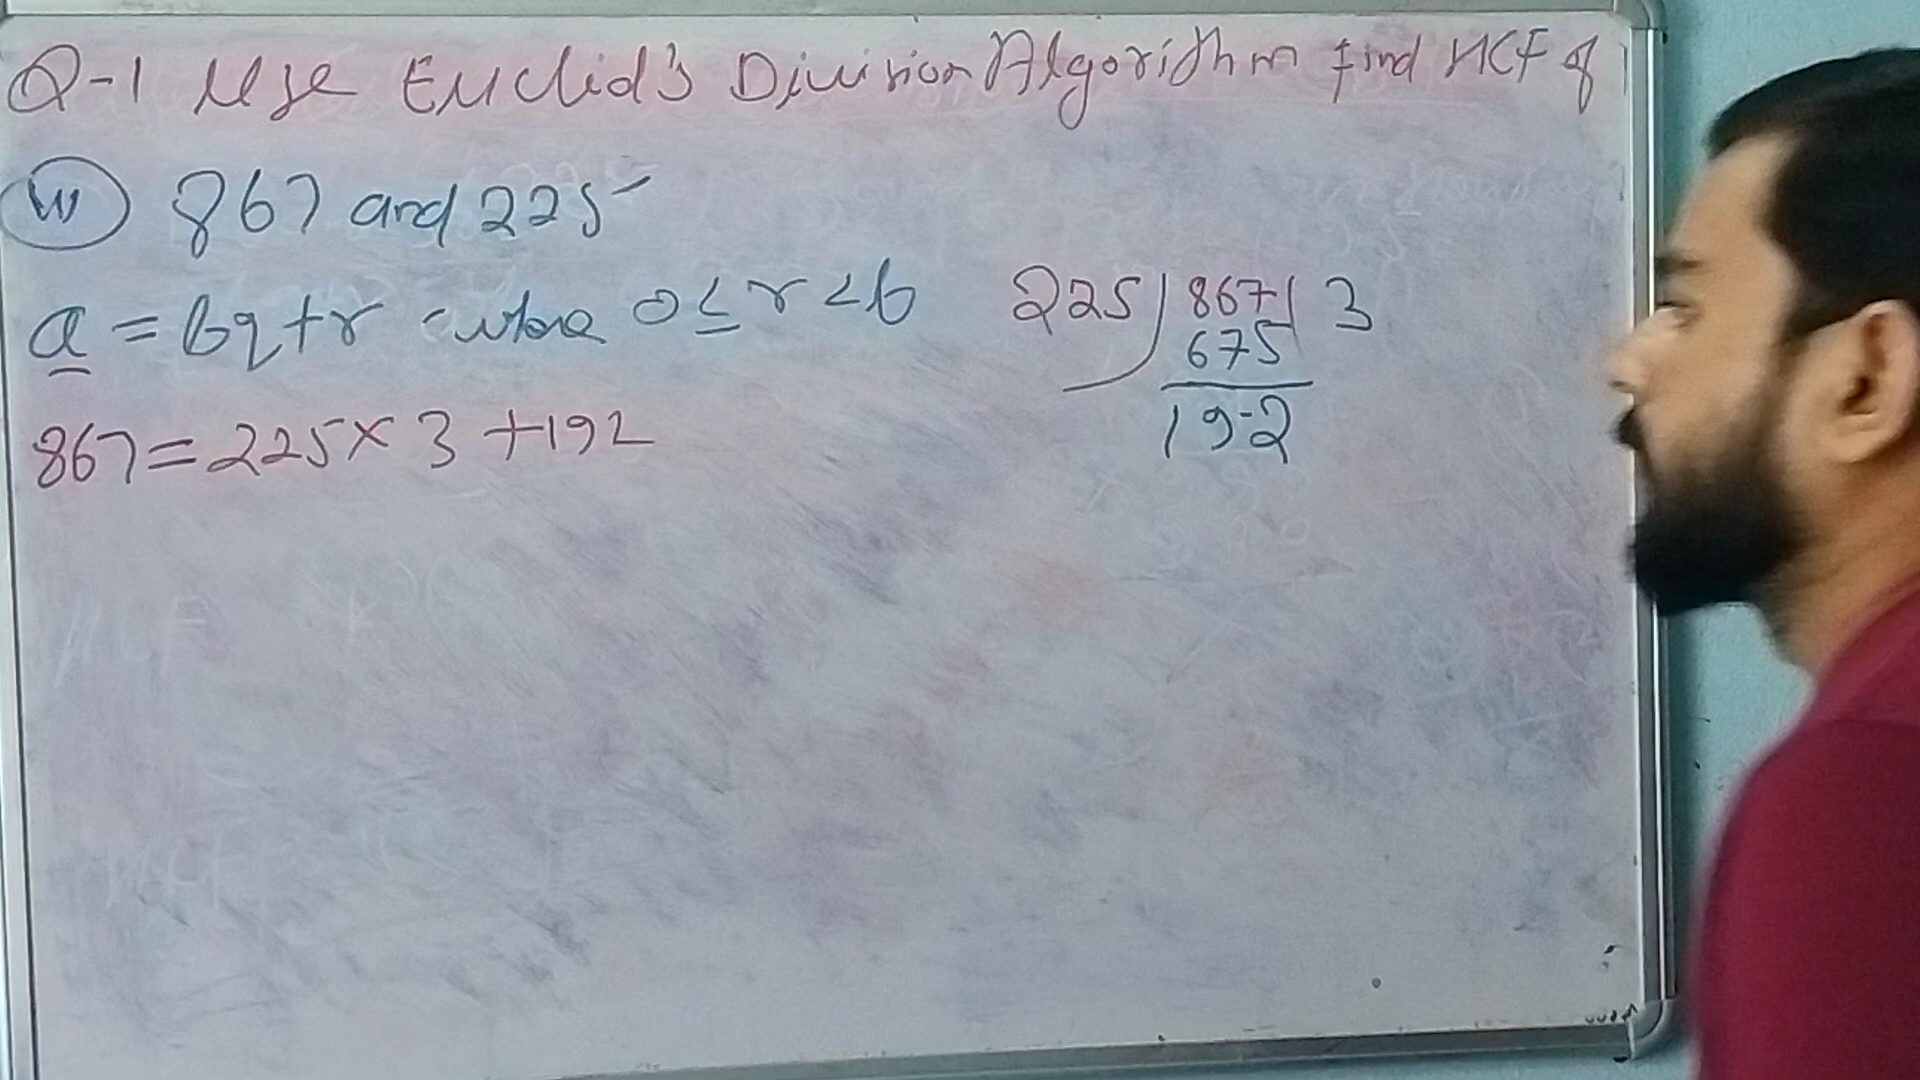 Q-1 Use Euclid's Division Algorithm find HCF of
(iii) 867 and 225
a = bq + r where 0 ≤ r < b
867 = 225 × 3 + 192
225 ) 867 ( 3
675
192